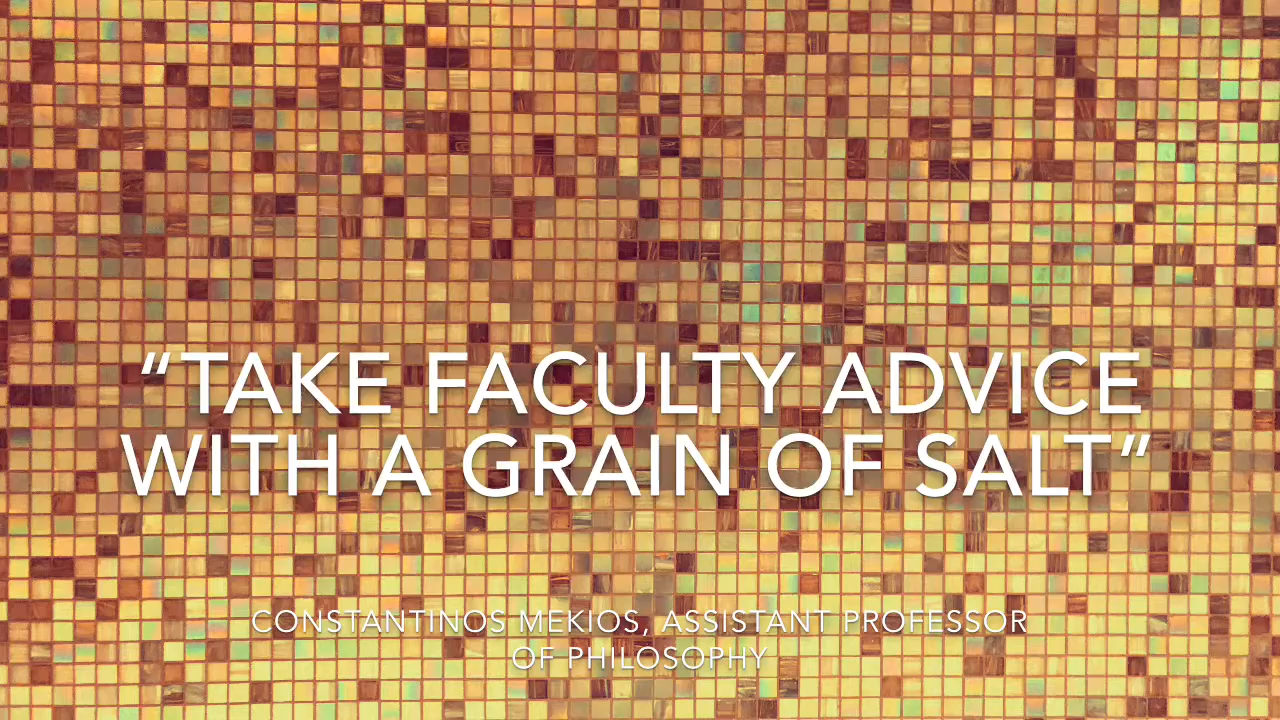 “TAKE FACULTY ADVICE
WITH A GRAIN OF SALT”
CONSTANTINOS MEKIOS, ASSISTANT PROFESSOR
OF PHILOSOPHY